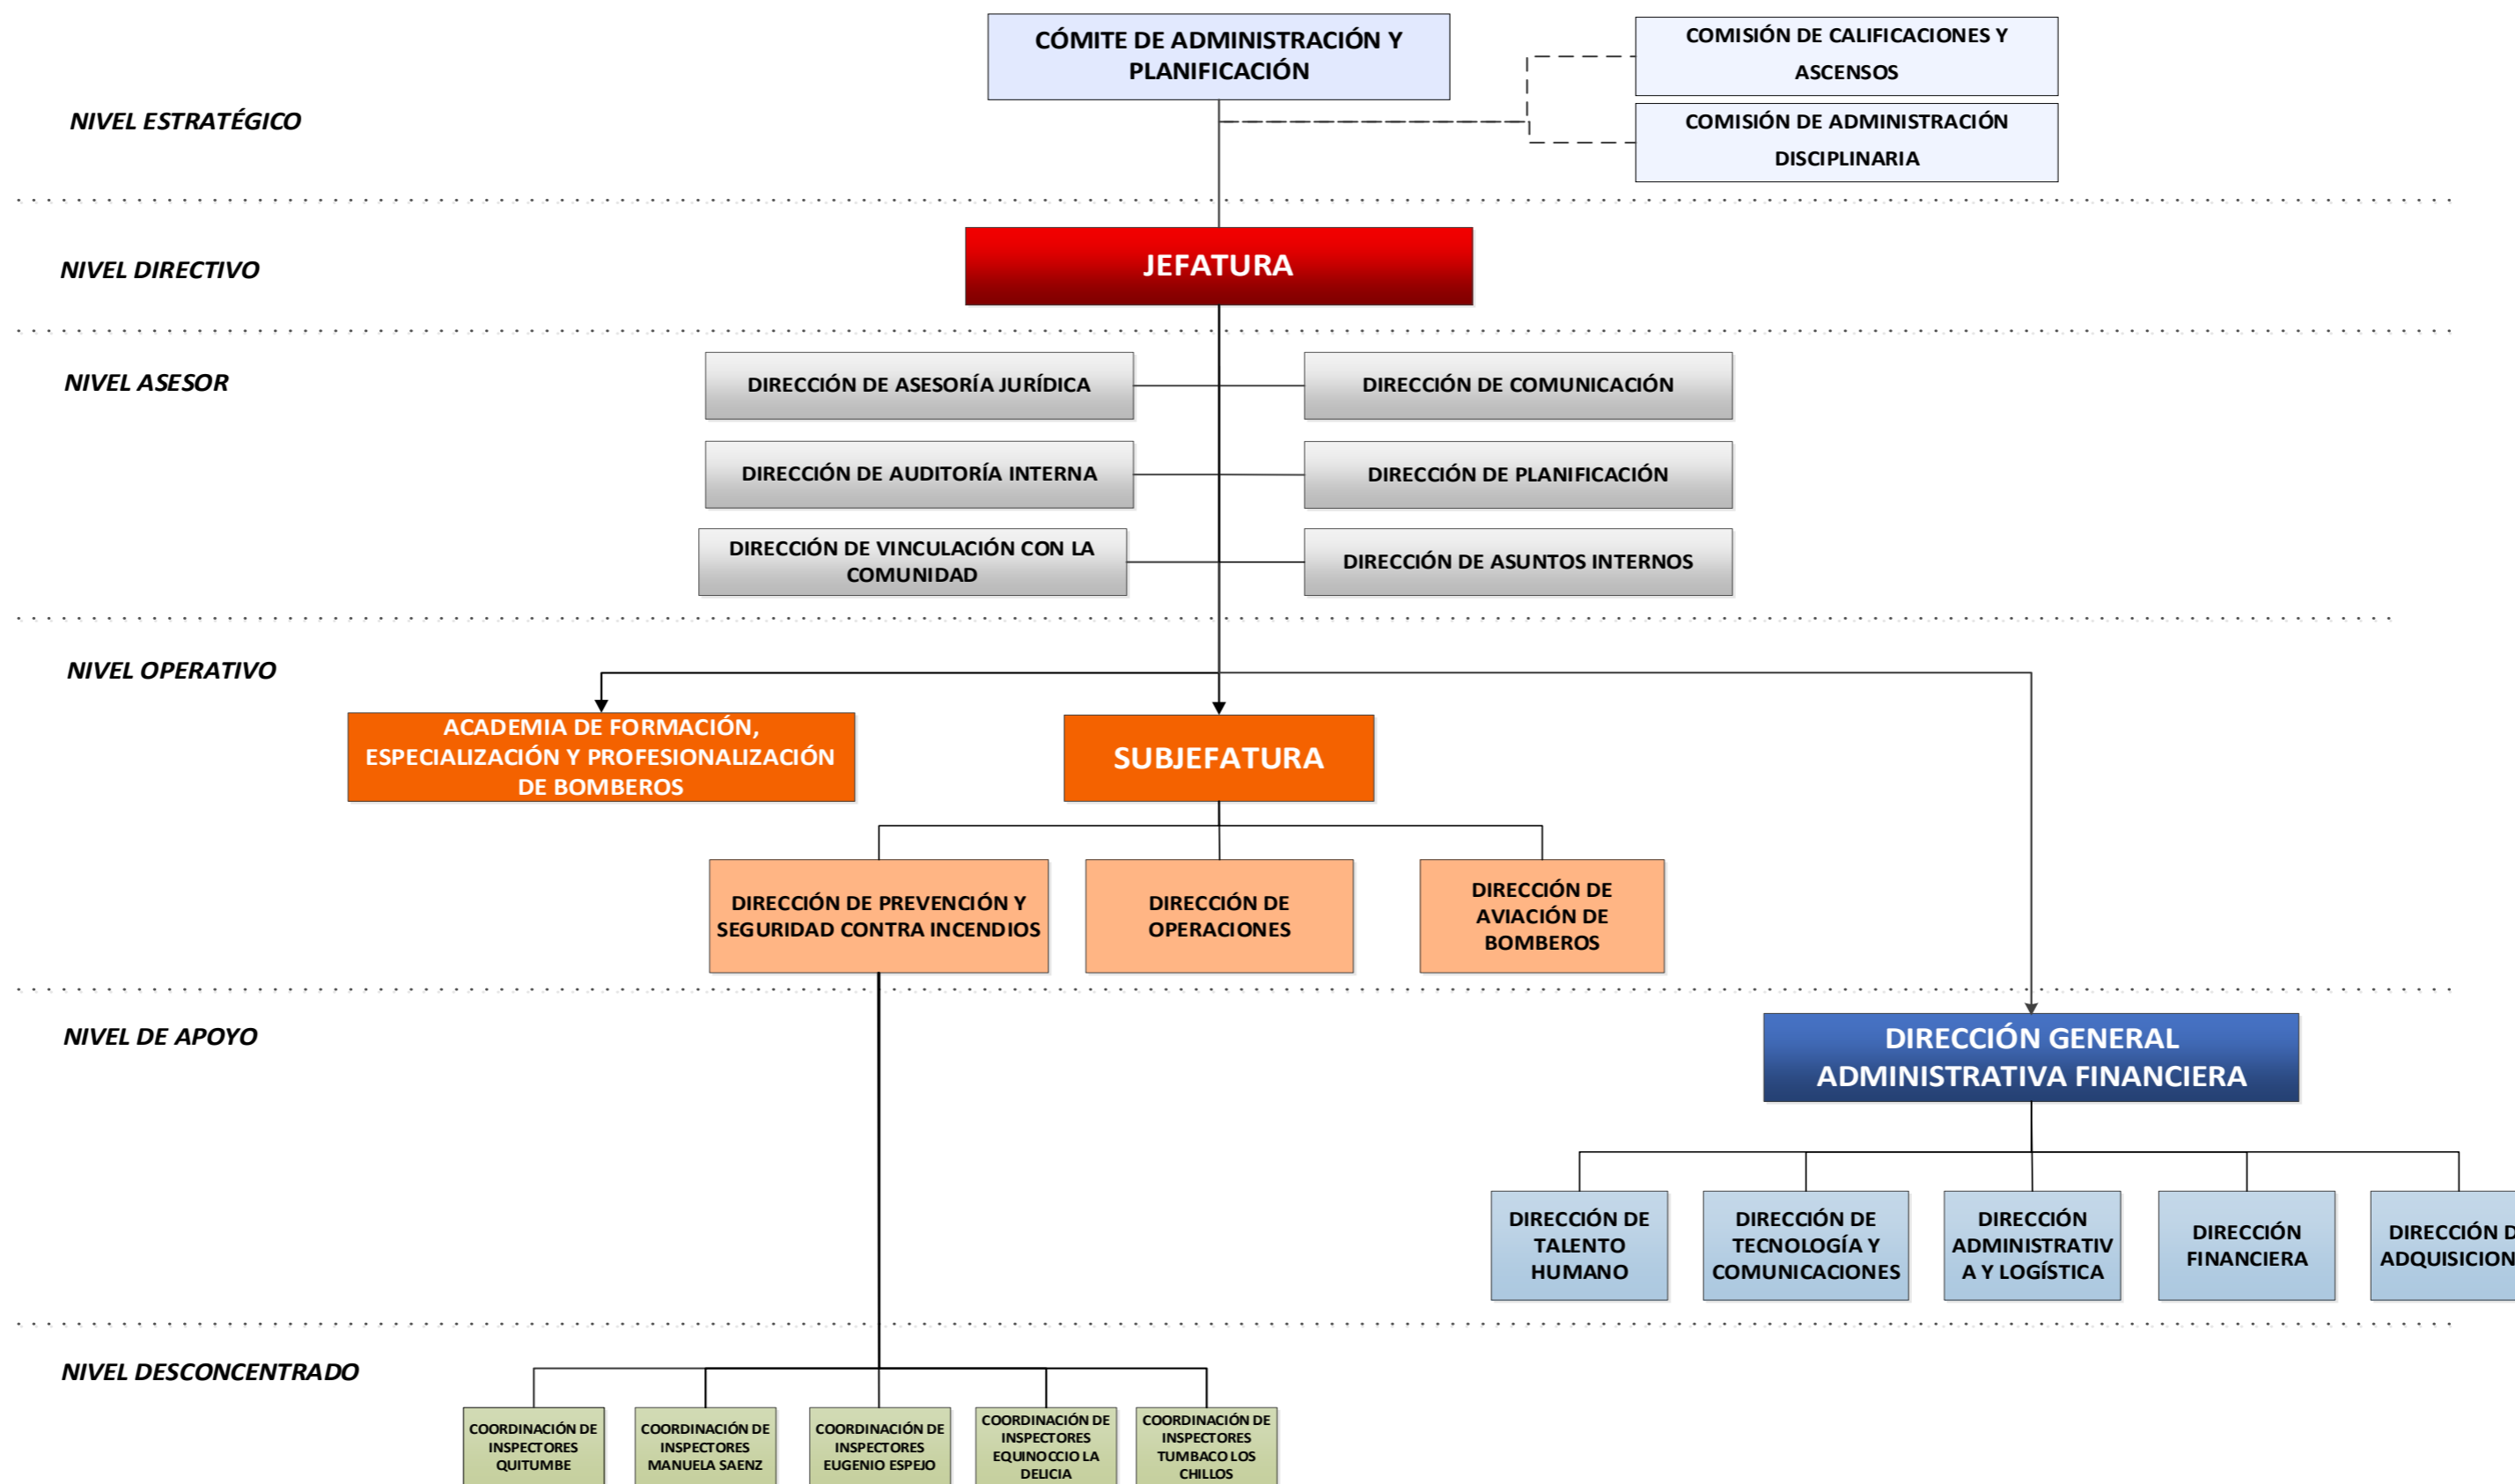 CÓMITE DE ADMINISTRACIÓN Y
PLANIFICACIÓN
COMISIÓN DE CALIFICACIONES Y
ASCENSOS
COMISIÓN DE ADMINISTRACIÓN
DISCIPLINARIA
NIVEL ESTRATÉGICO
NIVEL DIRECTIVO
JEFATURA
NIVEL ASESOR
DIRECCIÓN DE ASESORÍA JURÍDICA
DIRECCIÓN DE COMUNICACIÓN
DIRECCIÓN DE AUDITORÍA INTERNA
DIRECCIÓN DE PLANIFICACIÓN
DIRECCIÓN DE VINCULACIÓN CON LA
COMUNIDAD
DIRECCIÓN DE ASUNTOS INTERNOS
NIVEL OPERATIVO
ACADEMIA DE FORMACIÓN,
ESPECIALIZACIÓN Y PROFESIONALIZACIÓN
DE BOMBEROS
SUBJEFATURA
DIRECCIÓN DE PREVENCIÓN Y
SEGURIDAD CONTRA INCENDIOS
DIRECCIÓN DE
OPERACIONES
DIRECCIÓN DE
AVIACIÓN DE
BOMBEROS
NIVEL DE APOYO
DIRECCIÓN GENERAL
ADMINISTRATIVA FINANCIERA
DIRECCIÓN DE
TALENTO
HUMANO
DIRECCIÓN DE
TECNOLOGÍA Y
COMUNICACIONES
DIRECCIÓN
ADMINISTRATIV
A Y LOGÍSTICA
DIRECCIÓN
FINANCIERA
DIRECCIÓN D
ADQUISICION
NIVEL DESCONCENTRADO
COORDINACIÓN DE
INSPECTORES
QUITUMBE
COORDINACIÓN DE
INSPECTORES
MANUELA SAENZ
COORDINACIÓN DE
INSPECTORES
EUGENIO ESPEJO
COORDINACIÓN DE
INSPECTORES
EQUINOCCIO LA
DELICIA
COORDINACIÓN DE
INSPECTORES
TUMBACO LOS
CHILLOS